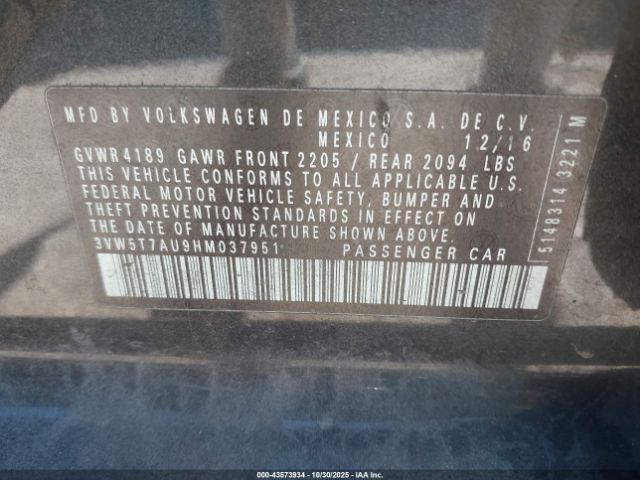 MFD BY VOLKSWAGEN DE MEXICO S.A. DE C.V.
MEXICO 12/16
GVWR 4189 GAWR FRONT 2205 / REAR 2094 LBS
THIS VEHICLE CONFORMS TO ALL APPLICABLE U.S.
FEDERAL MOTOR VEHICLE SAFETY, BUMPER AND
THEFT PREVENTION STANDARDS IN EFFECT ON
THE DATE OF MANUFACTURE SHOWN ABOVE.
3VW5T7AU9HM037951 PASSENGER CAR
5148314 3221 M
000-43573934 | 10/30/2025 | IAA Inc.